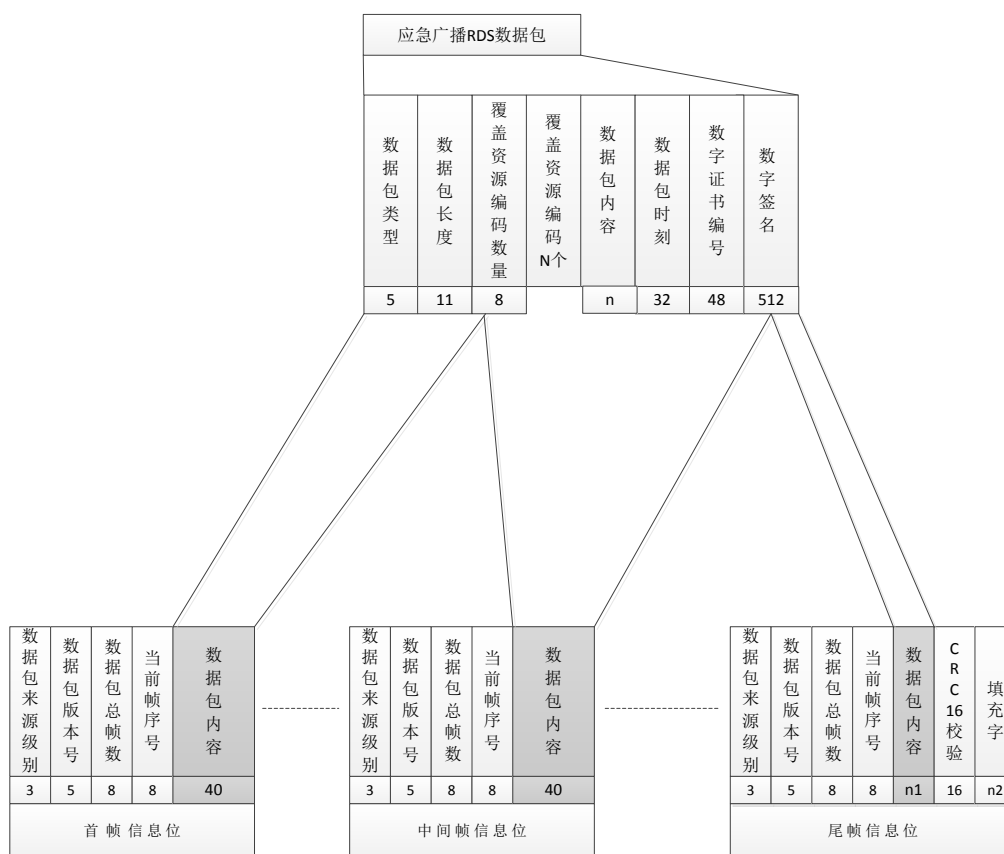 应急广播RDS数据包
数据包类型
数据包长度
覆盖资源编码数量
覆盖资源编码N个
数据包内容
数据包时刻
数字证书编号
数字签名
5
11
8
n
32
48
512
数据包来源级别
数据包版本号
数据包总帧数
当前帧序号
数据包内容
3
5
8
8
40
首帧信息位
数据包来源级别
数据包版本号
数据包总帧数
当前帧序号
数据包内容
3
5
8
8
40
中间帧信息位
数据包来源级别
数据包版本号
数据包总帧数
当前帧序号
数据包内容
CRC16校验
填充字
3
5
8
8
n1
16
n2
尾帧信息位